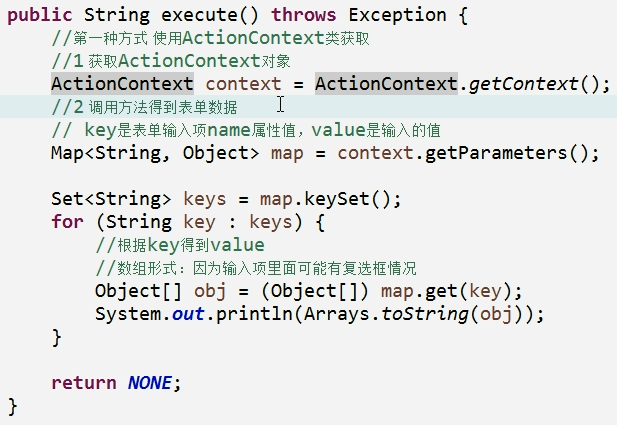 public String execute() throws Exception {
//第一种方式 使用ActionContext类获取
//1 获取ActionContext对象
ActionContext context = ActionContext.getContext();
//2 调用方法得到表单数据
// key是表单输入项name属性值，value是输入的值
Map<String, Object> map = context.getParameters();
Set<String> keys = map.keySet();
for (String key : keys) {
//根据key得到value
//数组形式：因为输入项里面可能有复选框情况
Object[] obj = (Object[]) map.get(key);
System.out.println(Arrays.toString(obj));
}
return NONE;
}